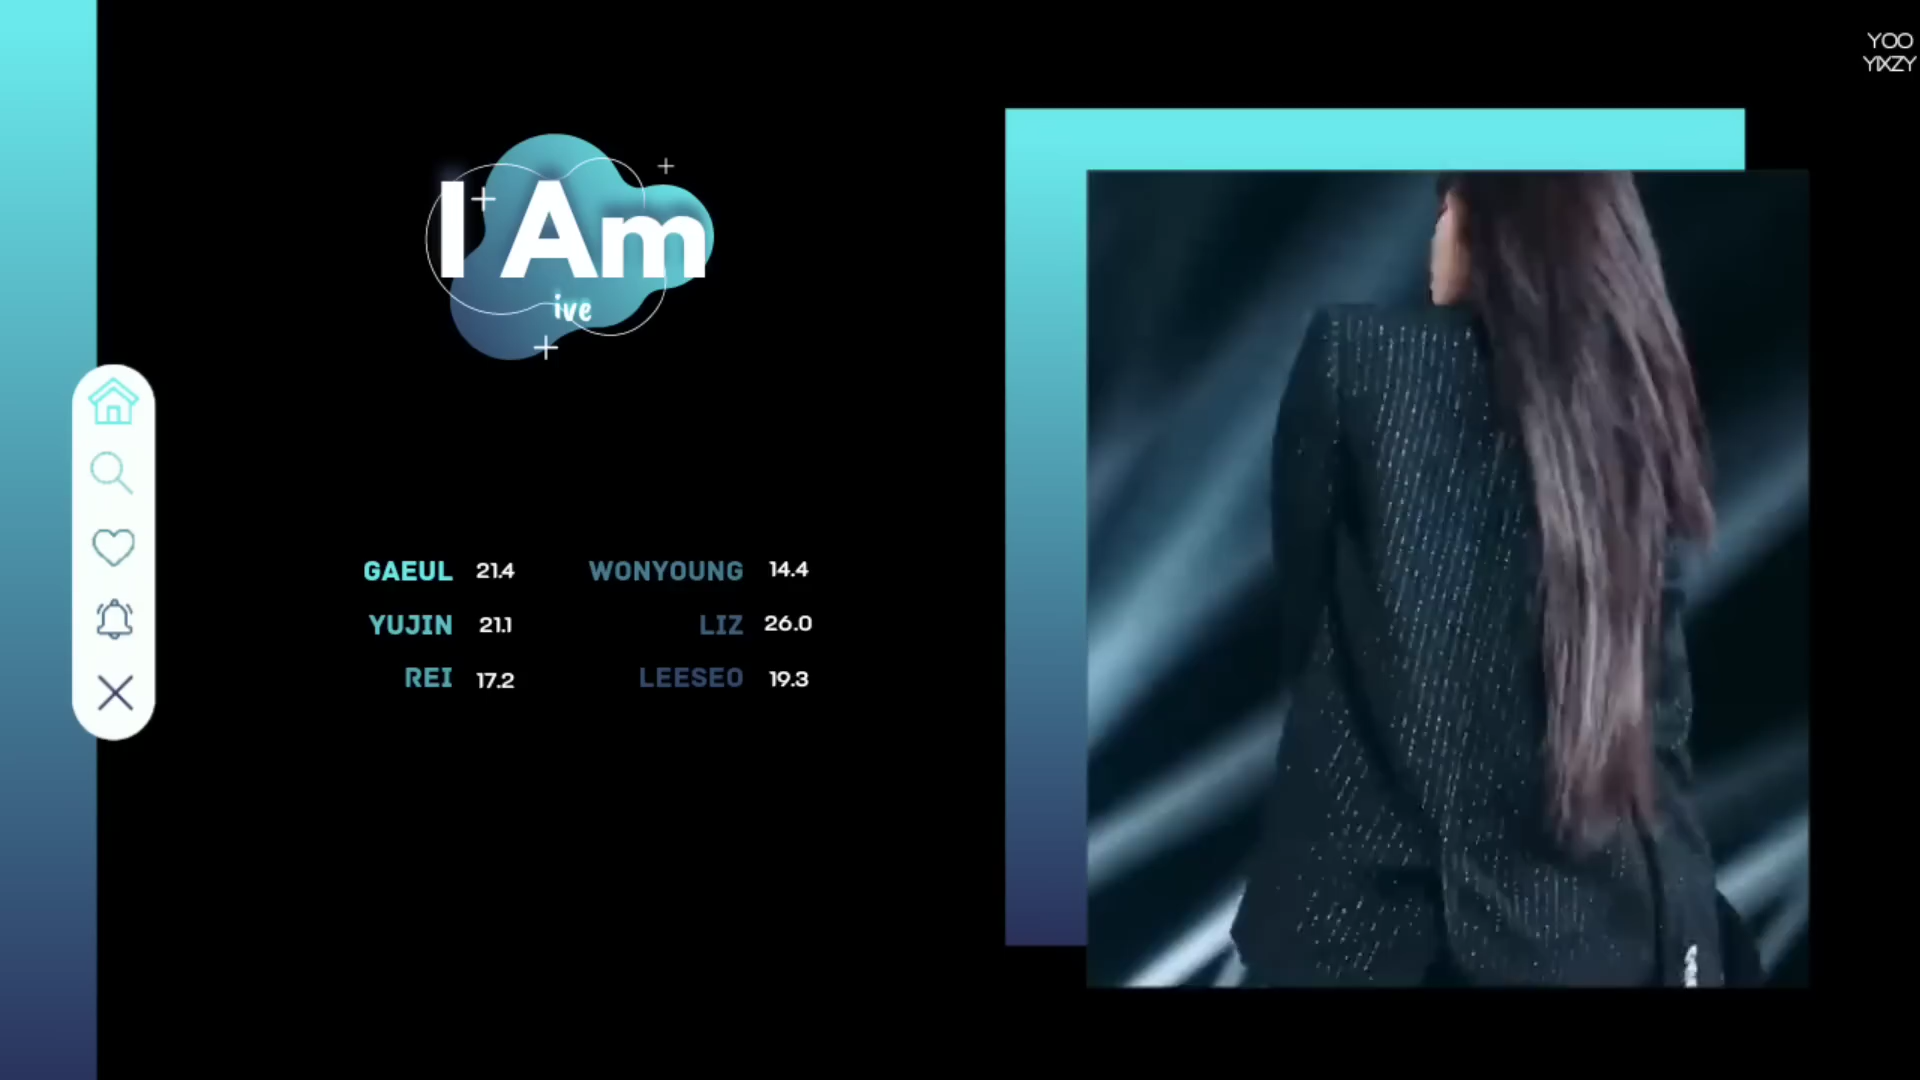 YOO
YIXZY
I Am
ive
GAEUL 21.4
YUJIN 21.1
REI 17.2
WONYOUNG 14.4
LIZ 26.0
LEESEO 19.3